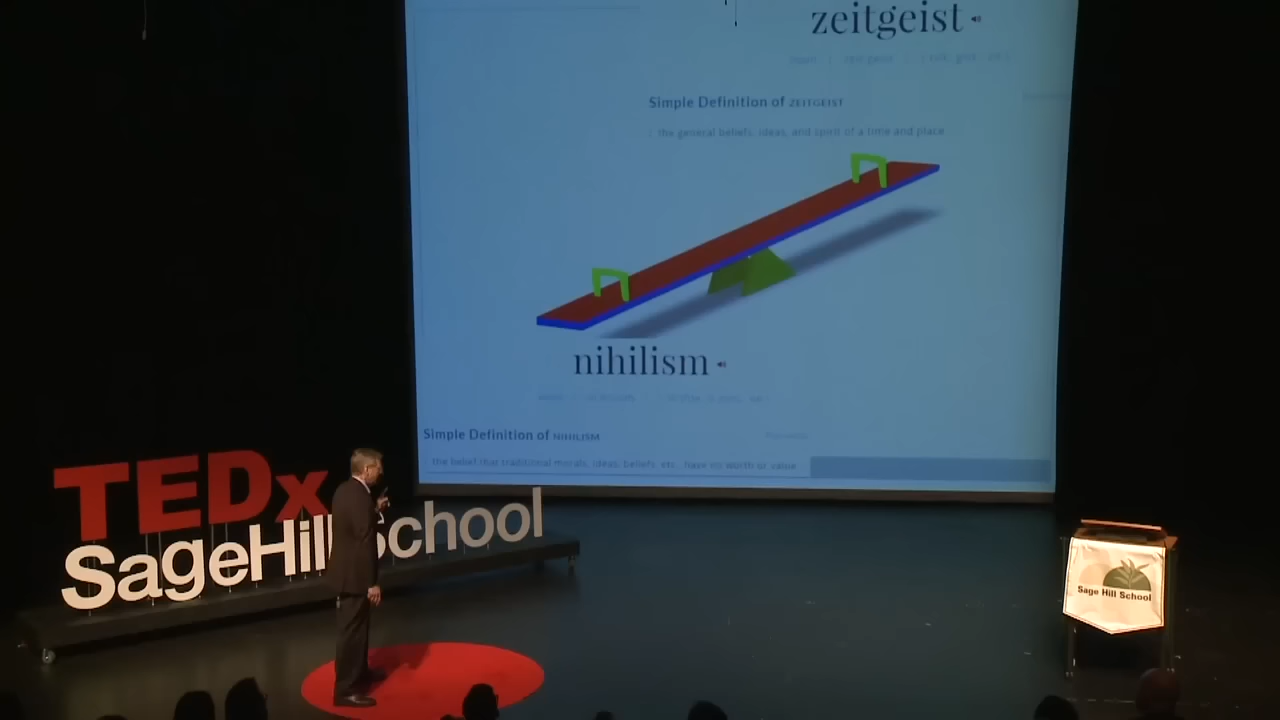 zeitgeist
Simple Definition of ZEITGEIST
: the general beliefs, ideas, and spirit of a time and place
nihilism
Simple Definition of NIHILISM
the belief that traditional morals, ideas, beliefs, etc., have no worth or value
TEDx
SageHill School
Sage Hill School